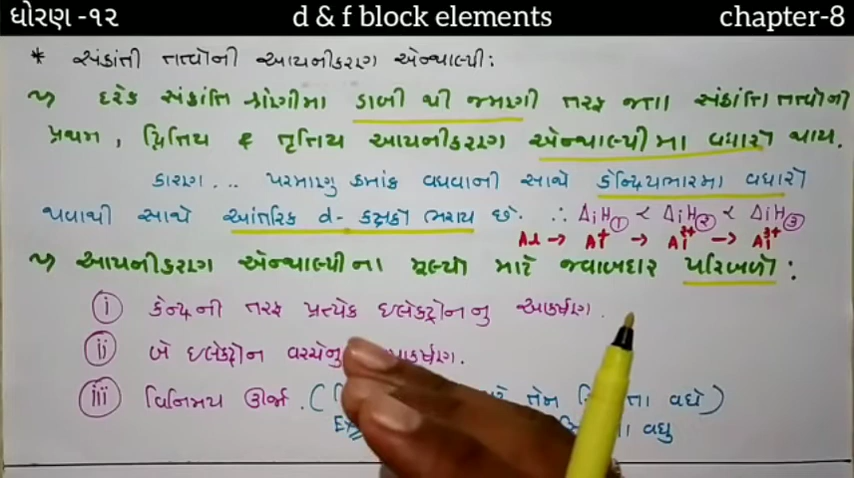 ધોરણ -૧૨ d & f block elements chapter-8
* સંક્રાંતી તત્વોની આયનીકરણ એન્થાલ્પી:
દરેક સંક્રાંતિ શ્રેણીમા ડાબી થી જમણી તરફ જતા સંક્રાંતિ તત્વોની
પ્રથમ, દ્વિતિય & તૃત્તિય આયનીકરણ એન્થાલ્પીમા વધારો થાય.
કારણ... પરમાણુ ક્રમાંક વધવાની સાથે કેન્દ્રિયભારમા વધારો
થવાથી સાથે આંતરિક d- કક્ષકો ભરાય છે. ∴ ΔiH① < ΔiH② < ΔiH③
Al → Al⁺ → Al²⁺ → Al³⁺
આયનીકરણ એન્થાલ્પીના મૂલ્યો માટે જવાબદાર પરિબળો:
ⓘ કેન્દ્રની તરફ પ્રત્યેક ઇલેક્ટ્રોનનુ આકર્ષણ.
ii બે ઇલેક્ટ્રોન વચ્ચેનુ
iii વિનિમય ઊર્જા. ( તેન વધે)
Ex વધુ